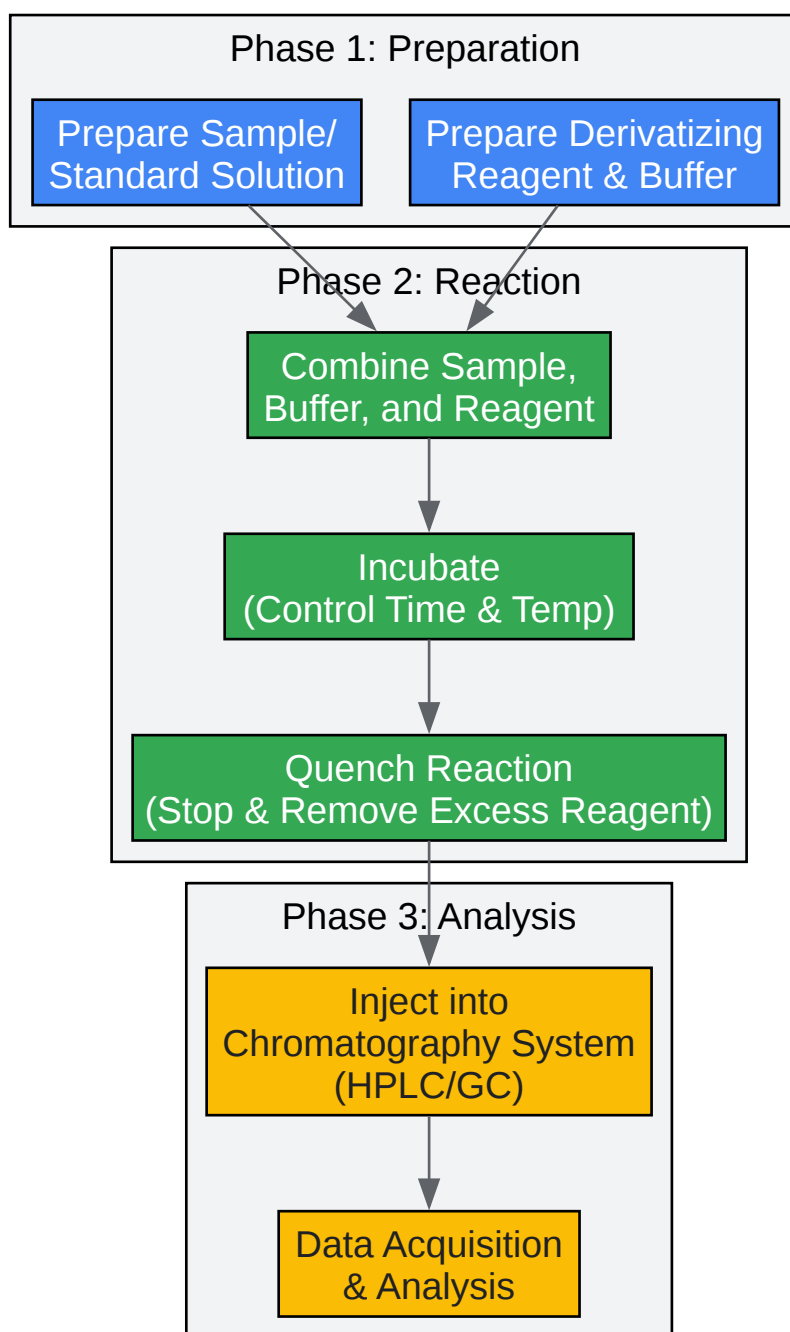 Phase 1: Preparation
Prepare Sample/
Standard Solution
Prepare Derivatizing
Reagent & Buffer
Phase 2: Reaction
Combine Sample,
Buffer, and Reagent
Incubate
(Control Time & Temp)
Quench Reaction
(Stop & Remove Excess Reagent)
Phase 3: Analysis
Inject into
Chromatography System
(HPLC/GC)
Data Acquisition
& Analysis